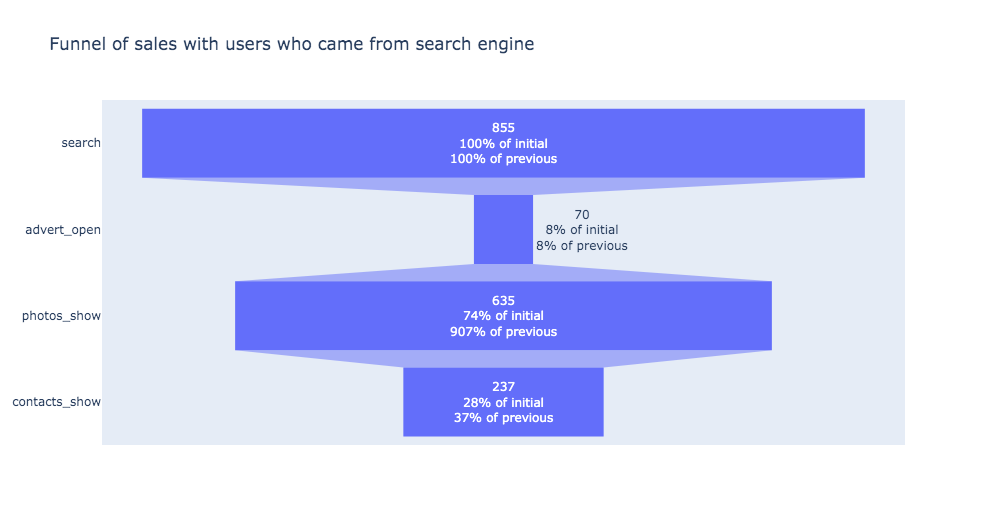 Funnel of sales with users who came from search engine
search
855
100% of initial
100% of previous
advert_open
70
8% of initial
8% of previous
photos_show
635
74% of initial
907% of previous
contacts_show
237
28% of initial
37% of previous